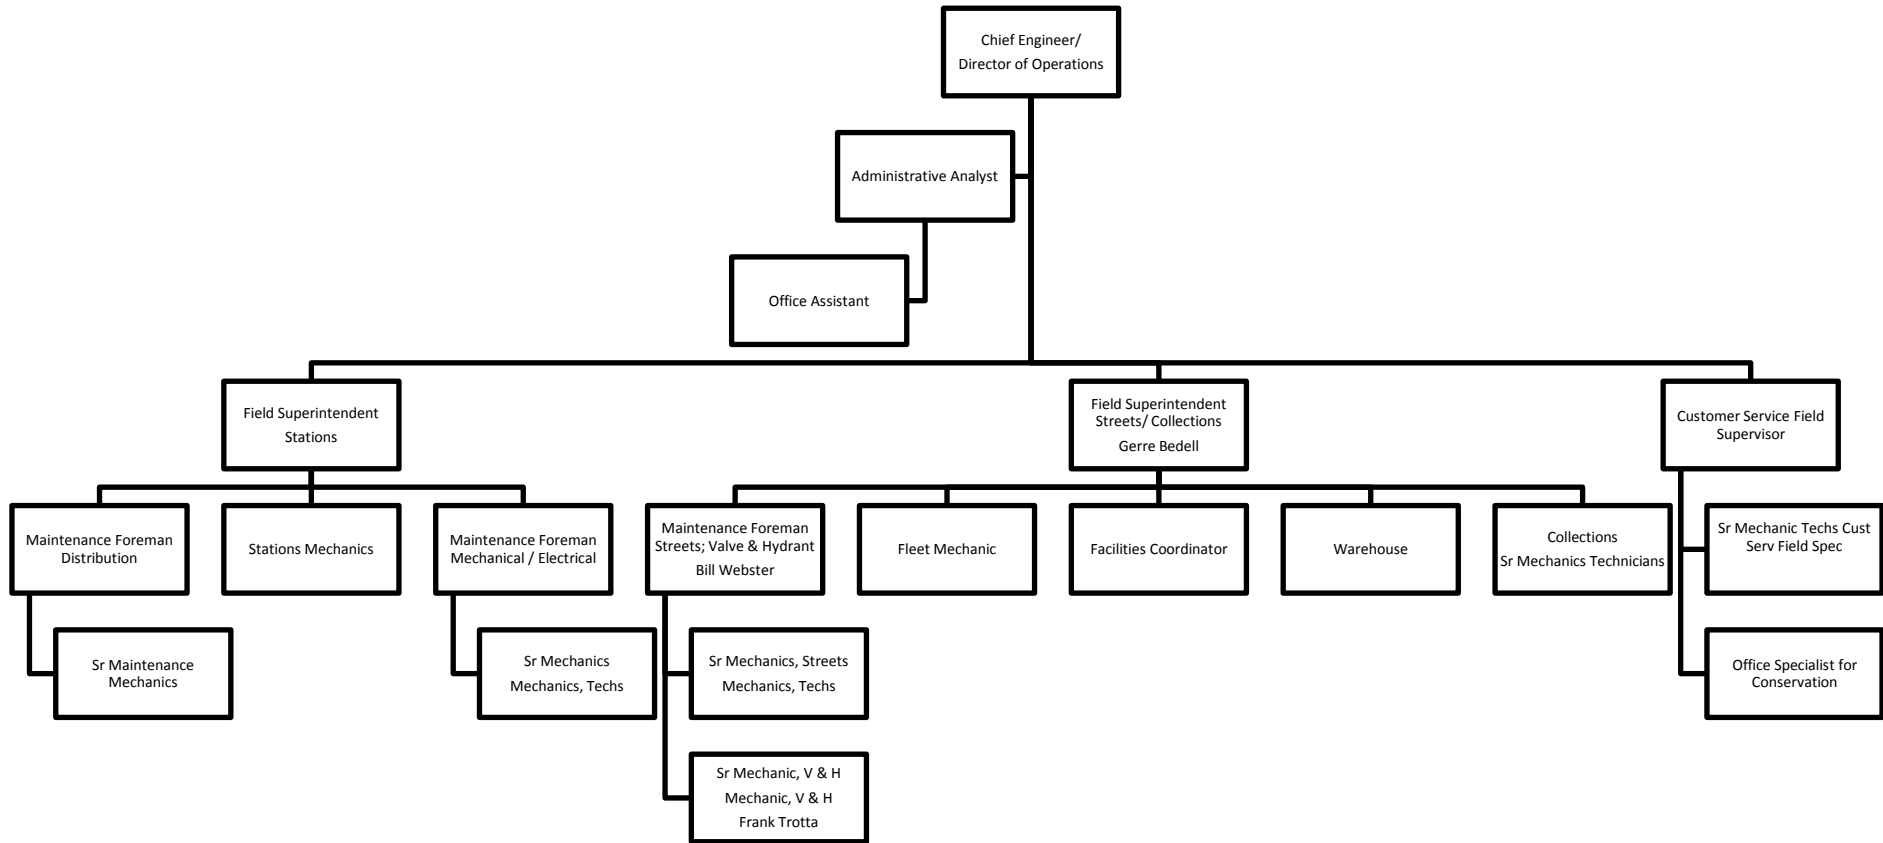 Chief Engineer/
Director of Operations
Administrative Analyst
Office Assistant
Field Superintendent
Stations
Field Superintendent
Streets/ Collections
Gerre Bedell
Customer Service Field
Supervisor
Maintenance Foreman
Distribution
Stations Mechanics
Maintenance Foreman
Mechanical / Electrical
Maintenance Foreman
Streets; Valve & Hydrant
Bill Webster
Fleet Mechanic
Facilities Coordinator
Warehouse
Collections
Sr Mechanics Technicians
Sr Mechanic Techs Cust
Serv Field Spec
Sr Maintenance
Mechanics
Sr Mechanics
Mechanics, Techs
Sr Mechanics, Streets
Mechanics, Techs
Office Specialist for
Conservation
Sr Mechanic, V & H
Mechanic, V & H
Frank Trotta